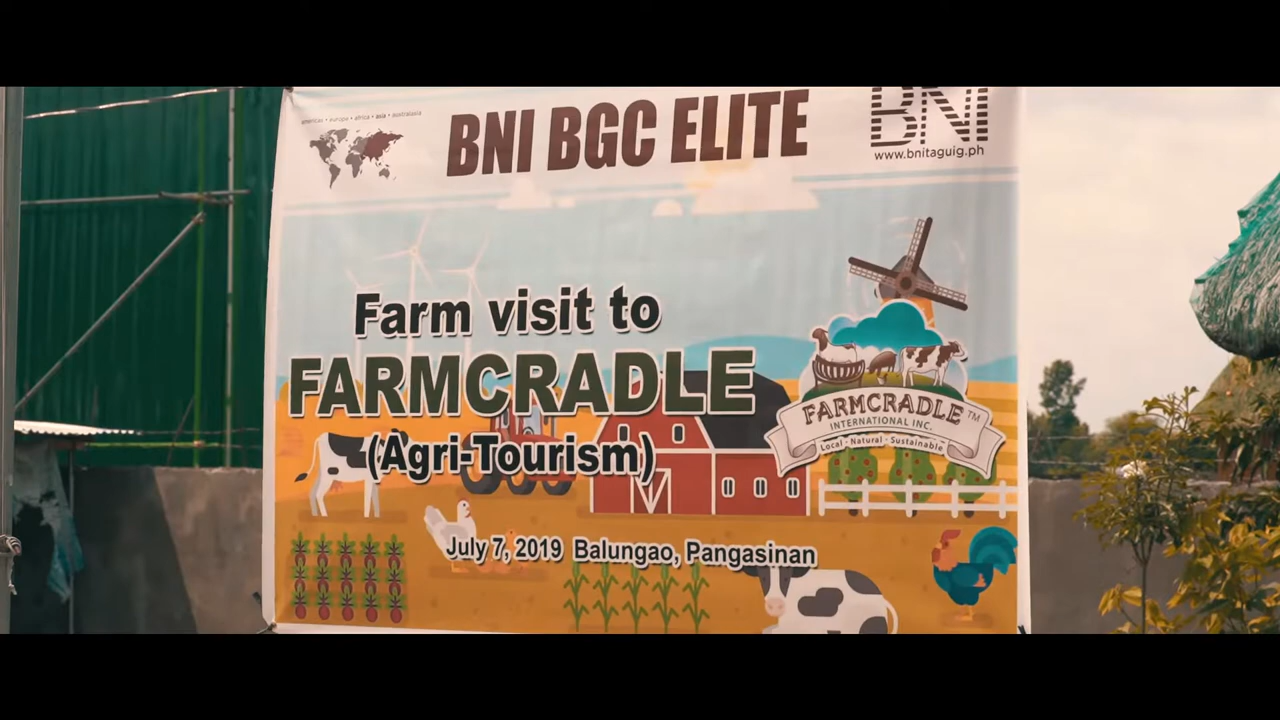 americas • europe • africa • asia • australasia
BNI BGC ELITE
BNI
www.bnitaguig.ph
Farm visit to
FARMCRADLE
(Agri-Tourism)
FARMCRADLE™
INTERNATIONAL INC.
Local - Natural - Sustainable
July 7, 2019 Balungao, Pangasinan